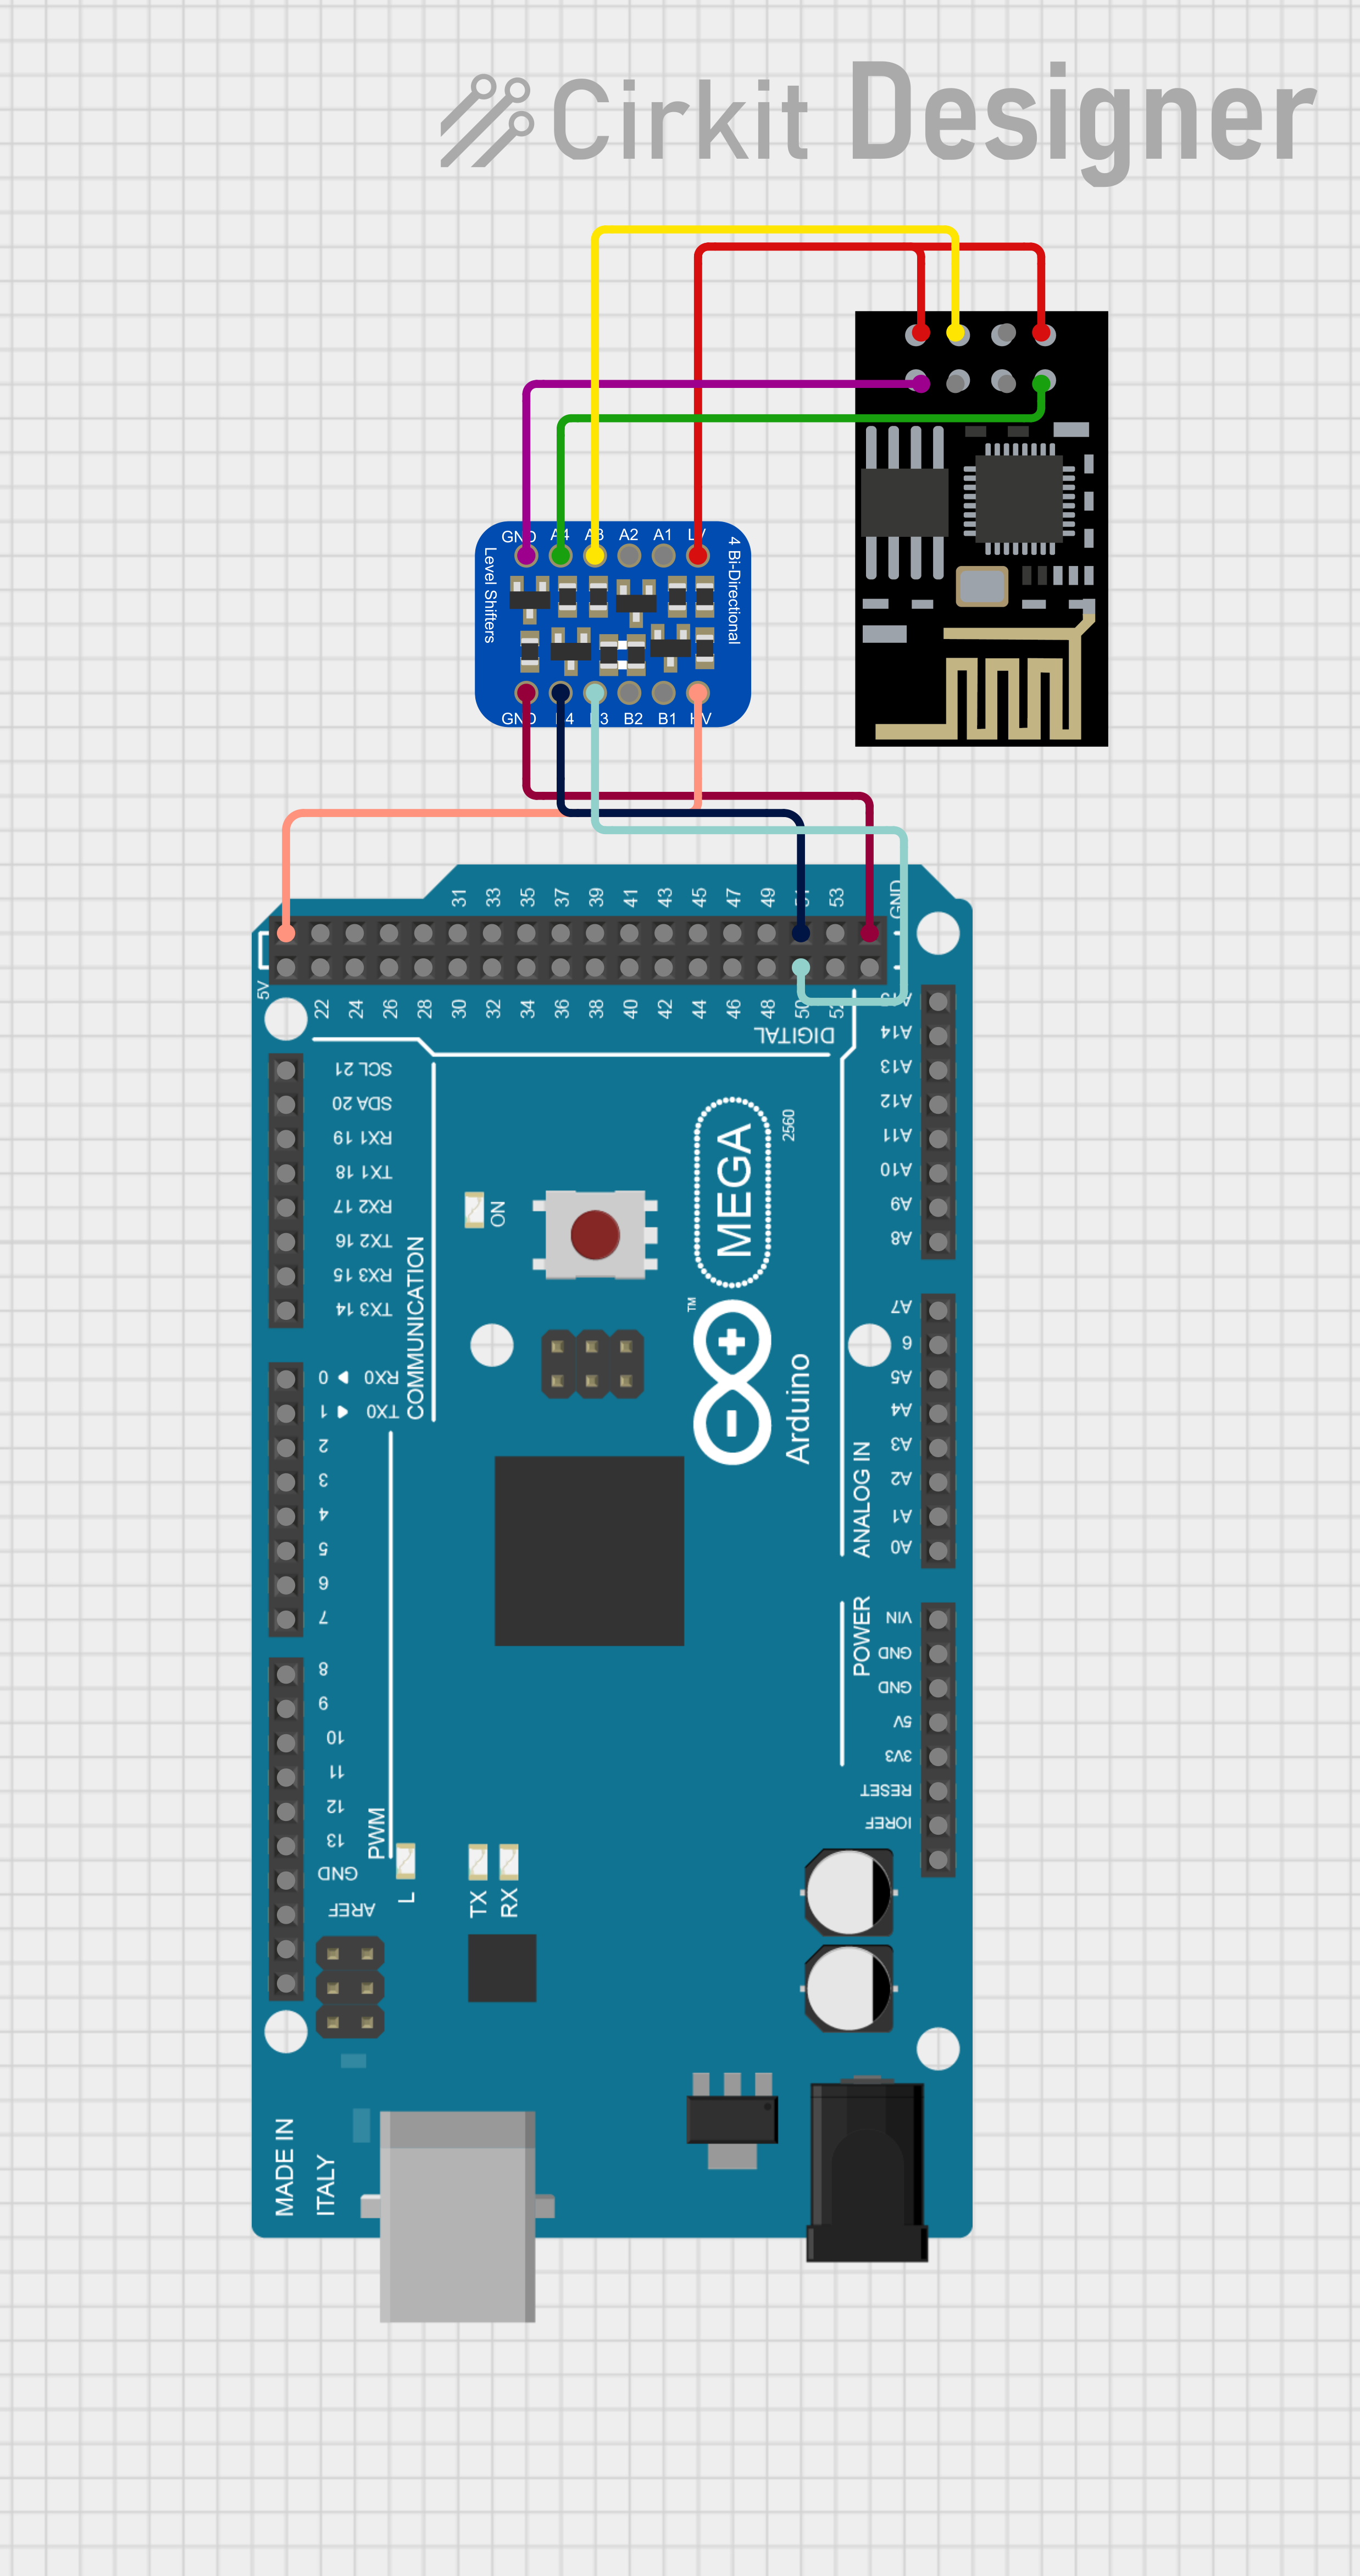 Cirkit Designer
GND A4 A3 A2 A1 LV
Level Shifters
4 Bi-Directional
GND B4 B3 B2 B1 HV
31 33 35 37 39 41 43 45 47 49 51 53 GND
5V 22 24 26 28 30 32 34 36 38 40 42 44 46 48 50 52
DIGITAL
SCL 21
SDA 20
RX1 19
TX1 18
RX2 17
TX2 16
RX3 15
TX3 14
COMMUNICATION
RX0 ▶ 0
TX0 ◀ 1
2
3
4
5
6
7
8
9
10
11
12
13
GND
AREF
PWM
ON
MEGA
2560
TM
Arduino
A15
A14
A13
A12
A11
A10
A9
A8
A7
6
A5
A4
A3
A2
A1
A0
ANALOG IN
POWER
VIN
GND
GND
5V
3V3
RESET
IOREF
L
TX
RX
MADE IN
ITALY